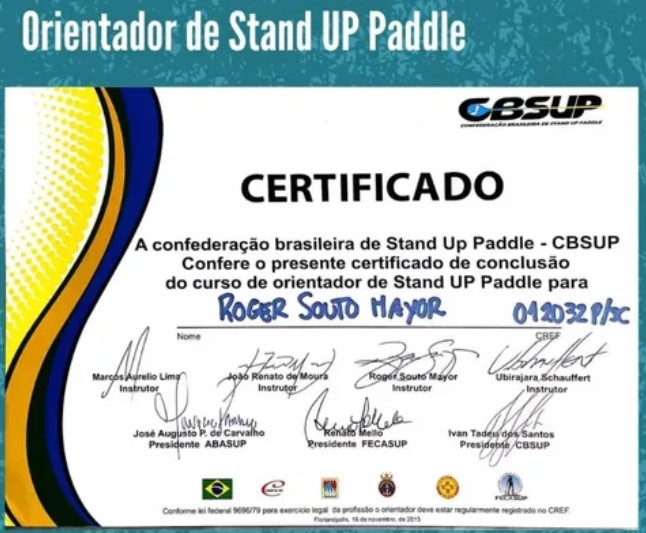 Orientador de Stand UP Paddle
CBSUP
CONFEDERAÇÃO BRASILEIRA DE STAND UP PADDLE
CERTIFICADO
A confederação brasileira de Stand Up Paddle - CBSUP
Confere o presente certificado de conclusão
do curso de orientador de Stand UP Paddle para
ROGER SOUTO MAYOR 012032P/SC
Nome CREF
Marcos Aurelio Lima João Renato de Moura Roger Souto Mayor Ubirajara Schauffert
Instrutor Instrutor Instrutor Instrutor
José Augusto P. de Carvalho Renato Mello Ivan Tadeu dos Santos
Presidente ABASUP Presidente FECASUP Presidente CBSUP
FECASUP
Conforme lei federal 9696/79 para exercício legal da profissão o orientador deve estar regularmente registrado no CREF.
Florianópolis, 16 de novembro, de 2015